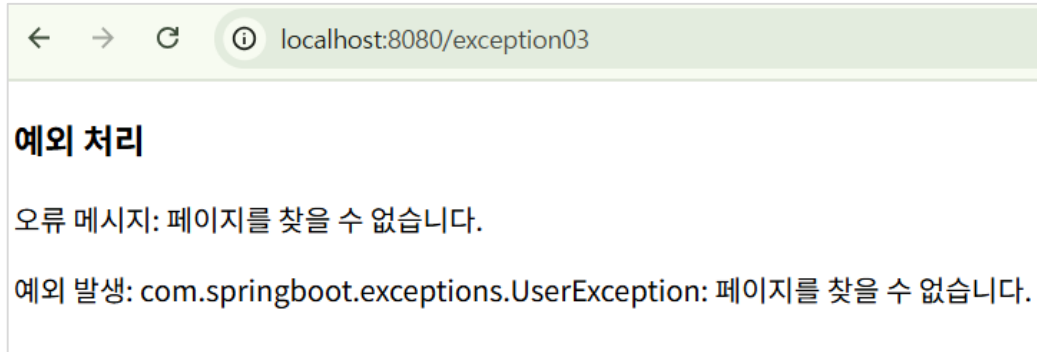 localhost:8080/exception03
예외 처리
오류 메시지: 페이지를 찾을 수 없습니다.
예외 발생: com.springboot.exceptions.UserException: 페이지를 찾을 수 없습니다.